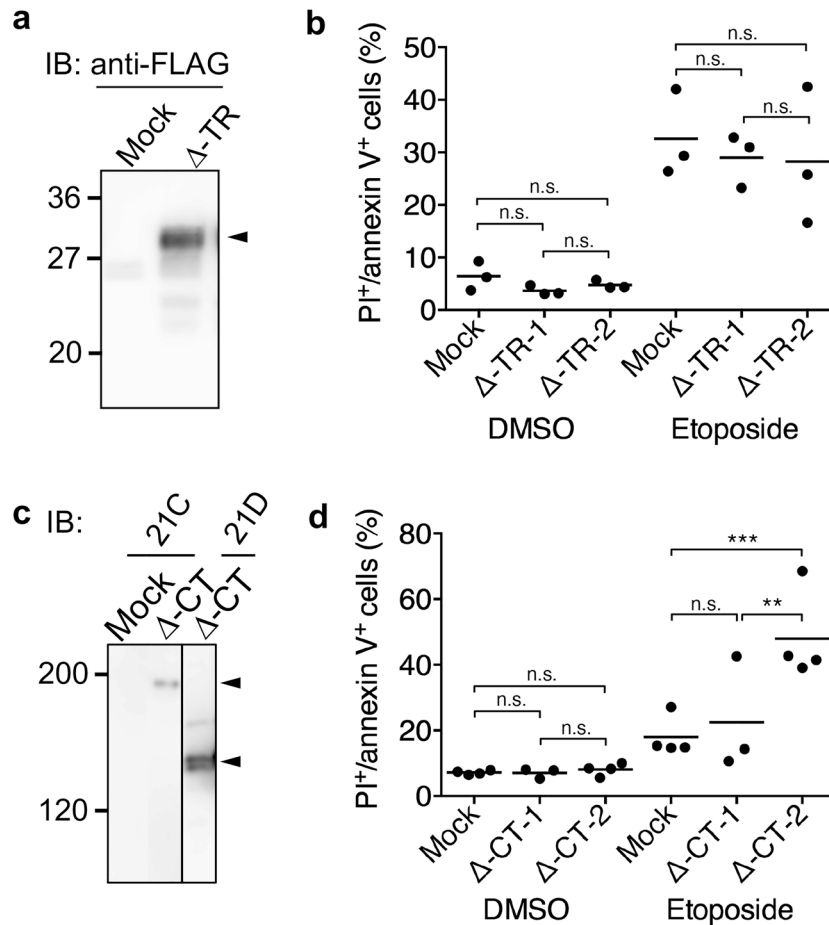 a
IB: anti-FLAG
Mock Δ-TR
36
27
20
b
PI+/annexin V+ cells (%)
50
40
30
20
10
0
n.s.
n.s.
n.s.
n.s.
n.s.
n.s.
Mock Δ-TR-1 Δ-TR-2 Mock Δ-TR-1 Δ-TR-2
DMSO Etoposide
c
IB: 21C 21D
Mock Δ-CT Δ-CT
200
120
d
PI+/annexin V+ cells (%)
80
60
40
20
0
***
n.s. **
n.s.
n.s.
n.s.
Mock Δ-CT-1 Δ-CT-2 Mock Δ-CT-1 Δ-CT-2
DMSO Etoposide